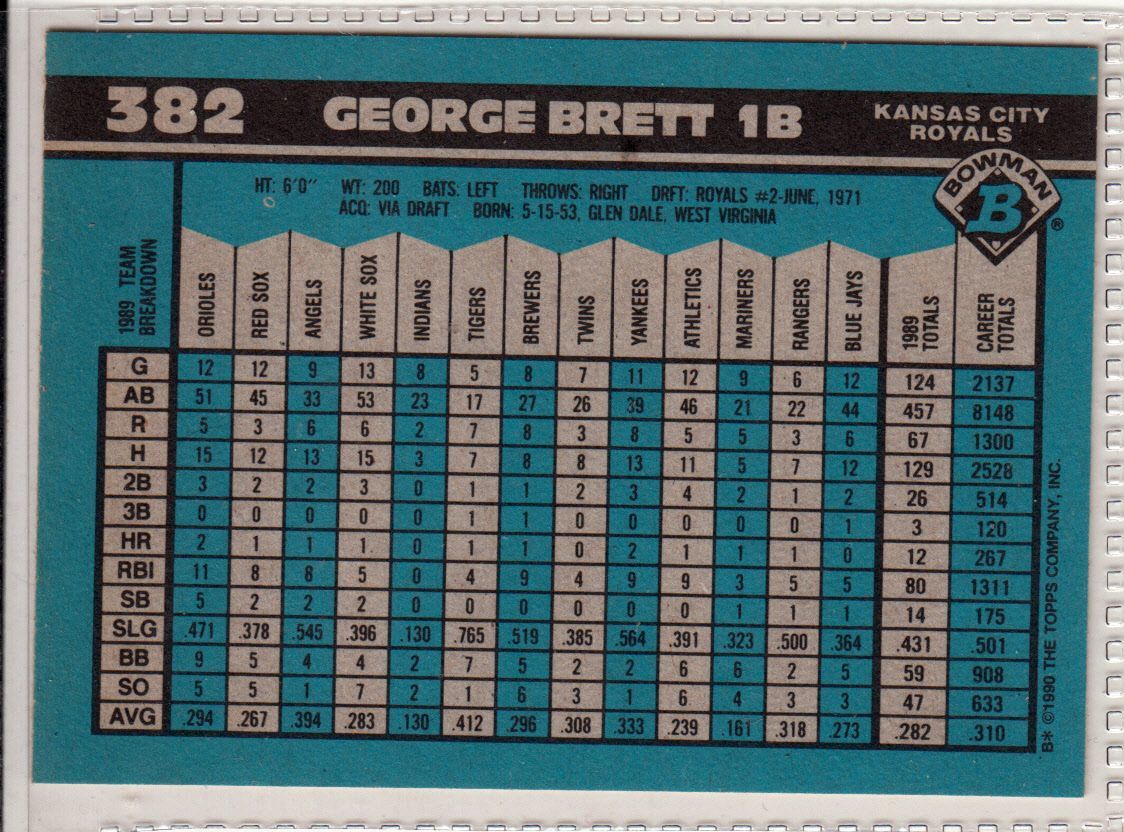 382 GEORGE BRETT 1B KANSAS CITY ROYALS
BOWMAN B ®
HT: 6'0" WT: 200 BATS: LEFT THROWS: RIGHT DRFT: ROYALS #2-JUNE, 1971
ACQ: VIA DRAFT BORN: 5-15-53, GLEN DALE, WEST VIRGINIA
1989 TEAM BREAKDOWN ORIOLES RED SOX ANGELS WHITE SOX INDIANS TIGERS BREWERS TWINS YANKEES ATHLETICS MARINERS RANGERS BLUE JAYS 1989 TOTALS CAREER TOTALS
G 12 12 9 13 8 5 8 7 11 12 9 6 12 124 2137
AB 51 45 33 53 23 17 27 26 39 46 21 22 44 457 8148
R 5 3 6 6 2 7 8 3 8 5 5 3 6 67 1300
H 15 12 13 15 3 7 8 8 13 11 5 7 12 129 2528
2B 3 2 2 3 0 1 1 2 3 4 2 1 2 26 514
3B 0 0 0 0 0 1 1 0 0 0 0 0 1 3 120
HR 2 1 1 1 0 1 1 0 2 1 1 1 0 12 267
RBI 11 8 8 5 0 4 9 4 9 9 3 5 5 80 1311
SB 5 2 2 2 0 0 0 0 0 0 1 1 1 14 175
SLG .471 .378 .545 .396 .130 .765 .519 .385 .564 .391 .323 .500 .364 .431 .501
BB 9 5 4 4 2 7 5 2 2 6 6 2 5 59 908
SO 5 5 1 7 2 1 6 3 1 6 4 3 3 47 633
AVG .294 .267 .394 .283 .130 .412 .296 .308 .333 .239 .161 .318 .273 .282 .310
B* ©1990 THE TOPPS COMPANY, INC.